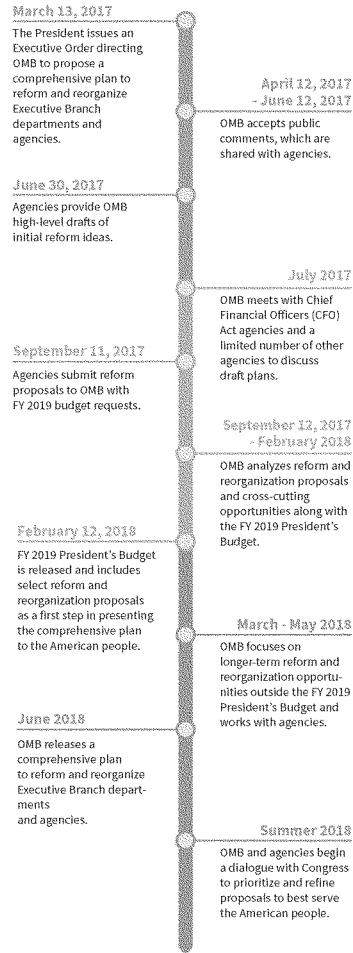 March 13, 2017
The President issues an
Executive Order directing
OMB to propose a
comprehensive plan to
reform and reorganize
Executive Branch
departments and
agencies.
April 12, 2017
- June 12, 2017
OMB accepts public
comments, which are
shared with agencies.
June 30, 2017
Agencies provide OMB
high-level drafts of
initial reform ideas.
July 2017
OMB meets with Chief
Financial Officers (CFO)
Act agencies and a
limited number of other
agencies to discuss
draft plans.
September 11, 2017
Agencies submit reform
proposals to OMB with
FY 2019 budget requests.
September 12, 2017
- February 2018
OMB analyzes reform and
reorganization proposals
and cross-cutting
opportunities along with
the FY 2019 President's
Budget.
February 12, 2018
FY 2019 President's Budget
is released and includes
select reform and
reorganization proposals
as a first step in presenting
the comprehensive plan
to the American people.
March - May 2018
OMB focuses on
longer-term reform and
reorganization opportu-
nities outside the FY 2019
President's Budget and
works with agencies.
June 2018
OMB releases a
comprehensive plan
to reform and reorganize
Executive Branch depart-
ments
and agencies.
Summer 2018
OMB and agencies begin
a dialogue with Congress
to prioritize and refine
proposals to best serve
the American people.